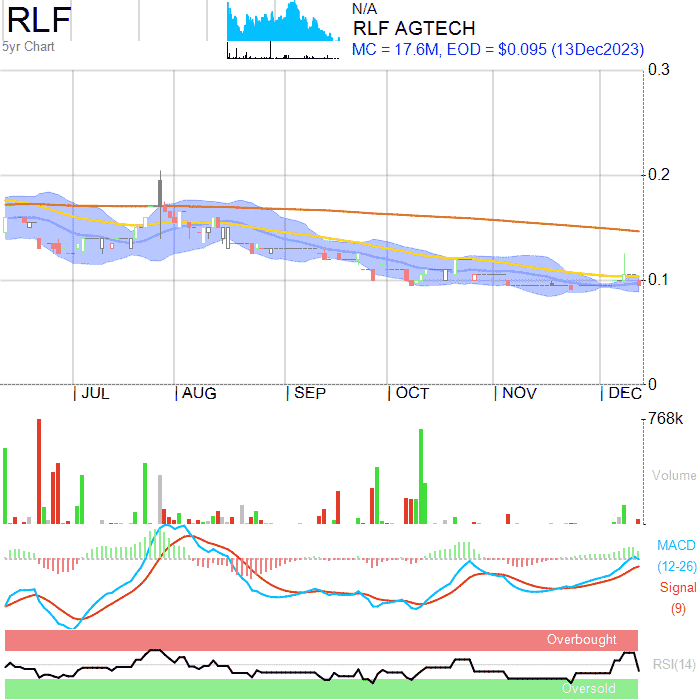 RLF
5yr Chart
N/A
RLF AGTECH
MC = 17.6M, EOD = $0.095 (13Dec2023)
0.3
0.2
0.1
0
JUL AUG SEP OCT NOV DEC
768k
Volume
MACD
(12-26)
Signal
(9)
Overbought
RSI(14)
Oversold